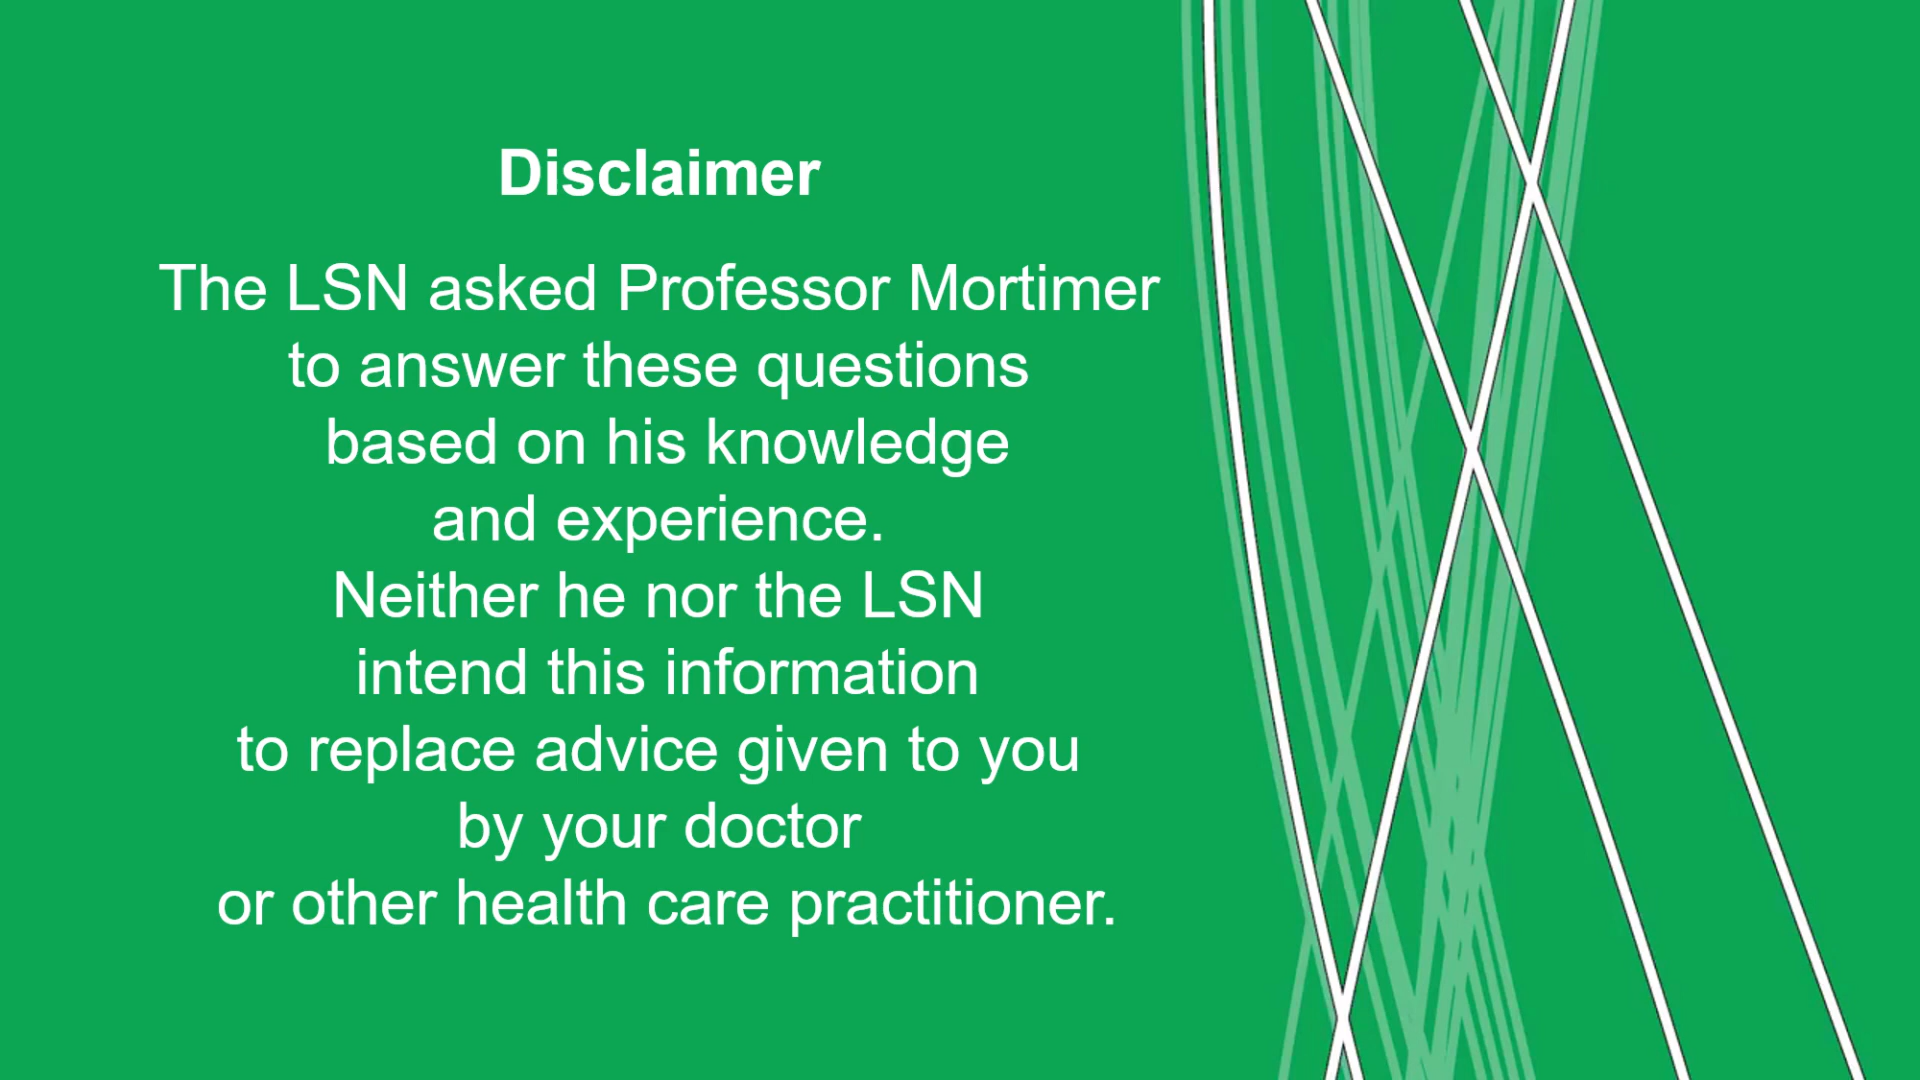 Disclaimer
The LSN asked Professor Mortimer
to answer these questions
based on his knowledge
and experience.
Neither he nor the LSN
intend this information
to replace advice given to you
by your doctor
or other health care practitioner.